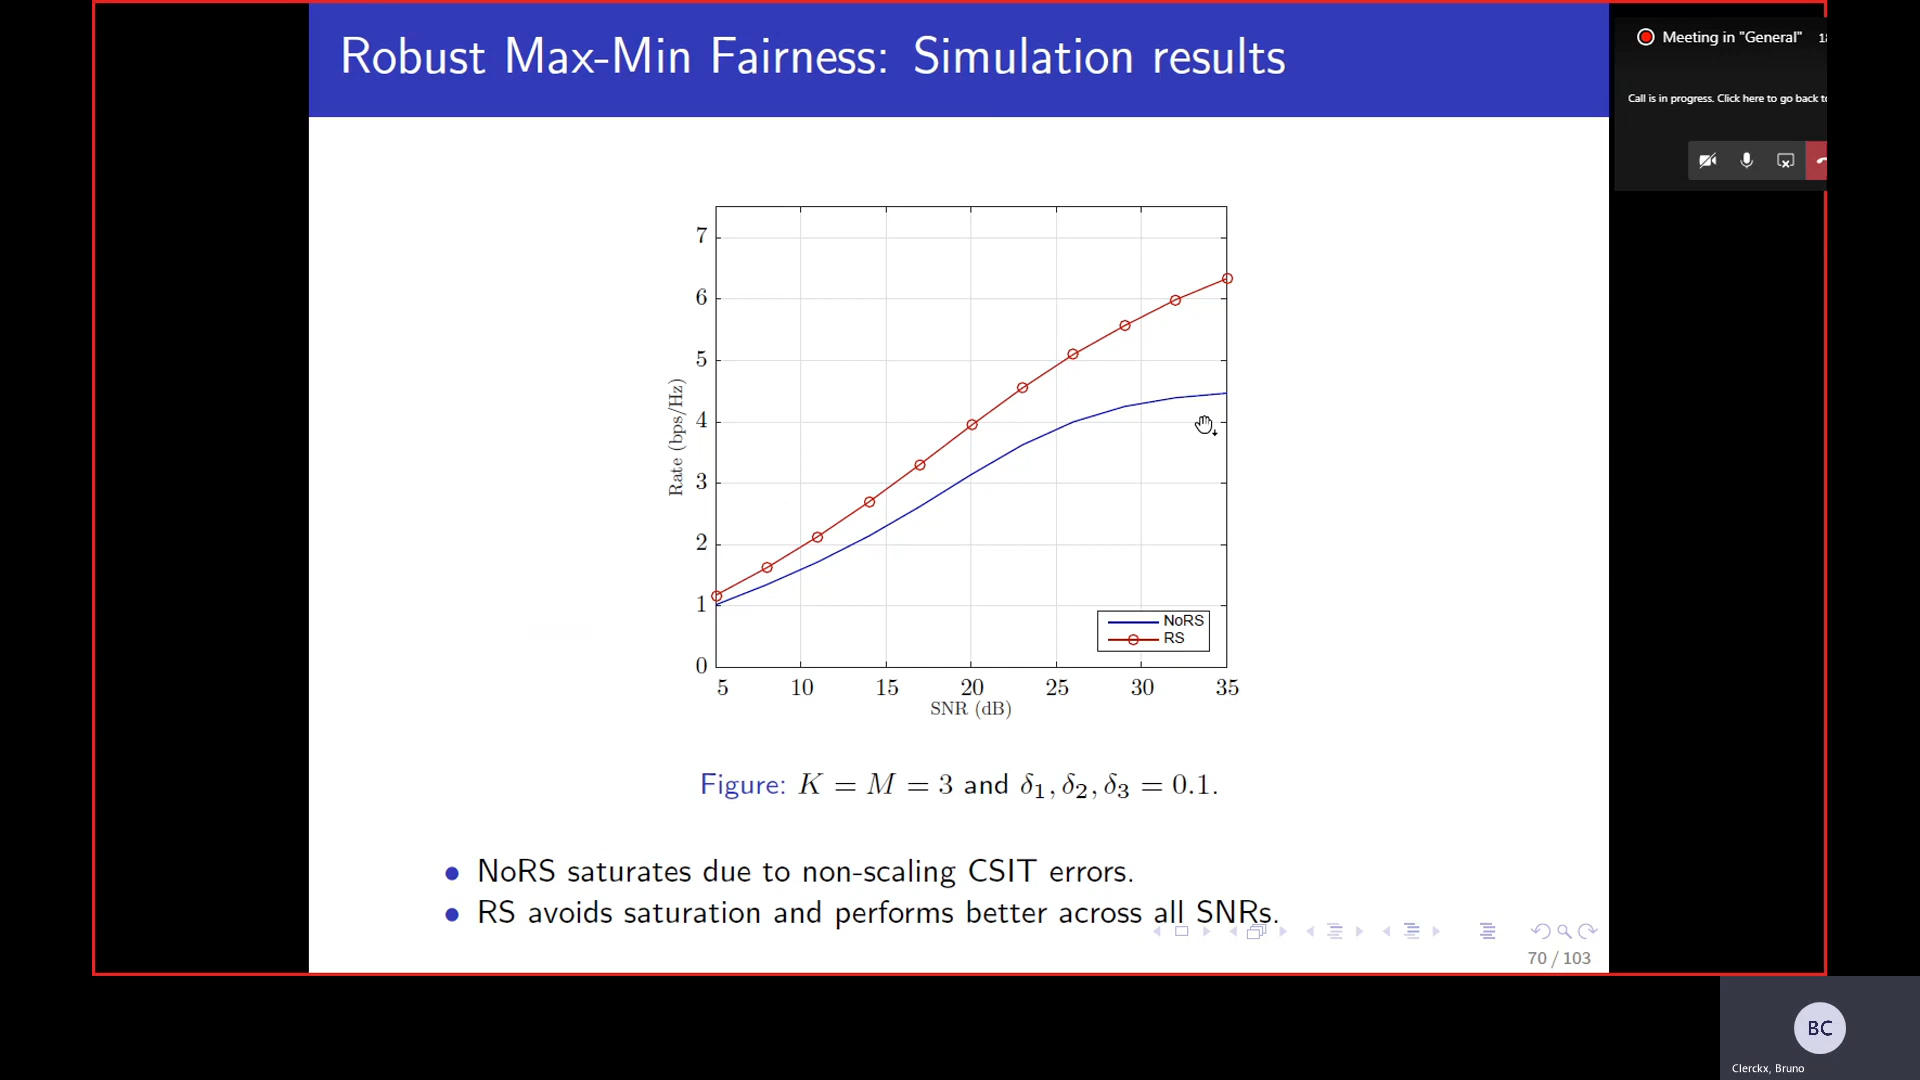 Robust Max-Min Fairness: Simulation results
Meeting in "General"
Call is in progress. Click here to go back to
7
6
5
4
3
2
1
0
Rate (bps/Hz)
NoRS
RS
5 10 15 20 25 30 35
SNR (dB)
Figure: K = M = 3 and δ1, δ2, δ3 = 0.1.
• NoRS saturates due to non-scaling CSIT errors.
• RS avoids saturation and performs better across all SNRs.
70 / 103
BC
Clerckx, Bruno